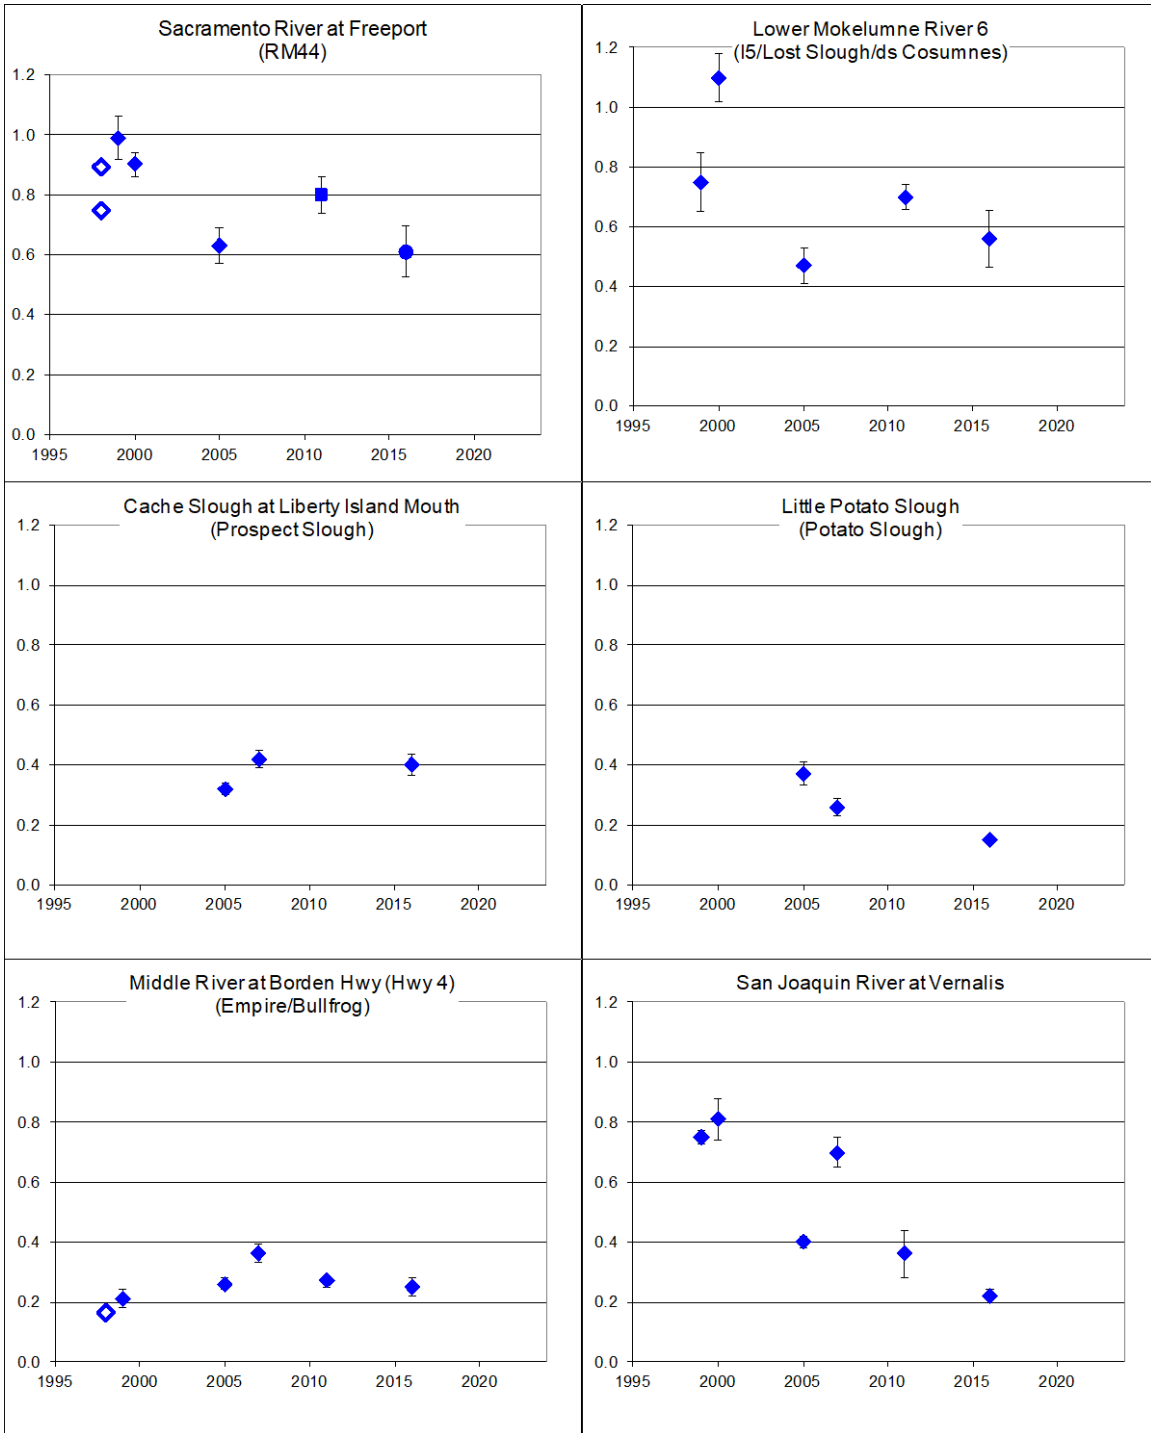 Sacramento River at Freeport
(RM44)
1.2
1.0
0.8
0.6
0.4
0.2
0.0
1995 2000 2005 2010 2015 2020
Lower Mokelumne River 6
(I5/Lost Slough/ds Cosumnes)
1.2
1.0
0.8
0.6
0.4
0.2
0.0
1995 2000 2005 2010 2015 2020
Cache Slough at Liberty Island Mouth
(Prospect Slough)
1.2
1.0
0.8
0.6
0.4
0.2
0.0
1995 2000 2005 2010 2015 2020
Little Potato Slough
(Potato Slough)
1.2
1.0
0.8
0.6
0.4
0.2
0.0
1995 2000 2005 2010 2015 2020
Middle River at Borden Hwy (Hwy 4)
(Empire/Bullfrog)
1.2
1.0
0.8
0.6
0.4
0.2
0.0
1995 2000 2005 2010 2015 2020
San Joaquin River at Vernalis
1.2
1.0
0.8
0.6
0.4
0.2
0.0
1995 2000 2005 2010 2015 2020